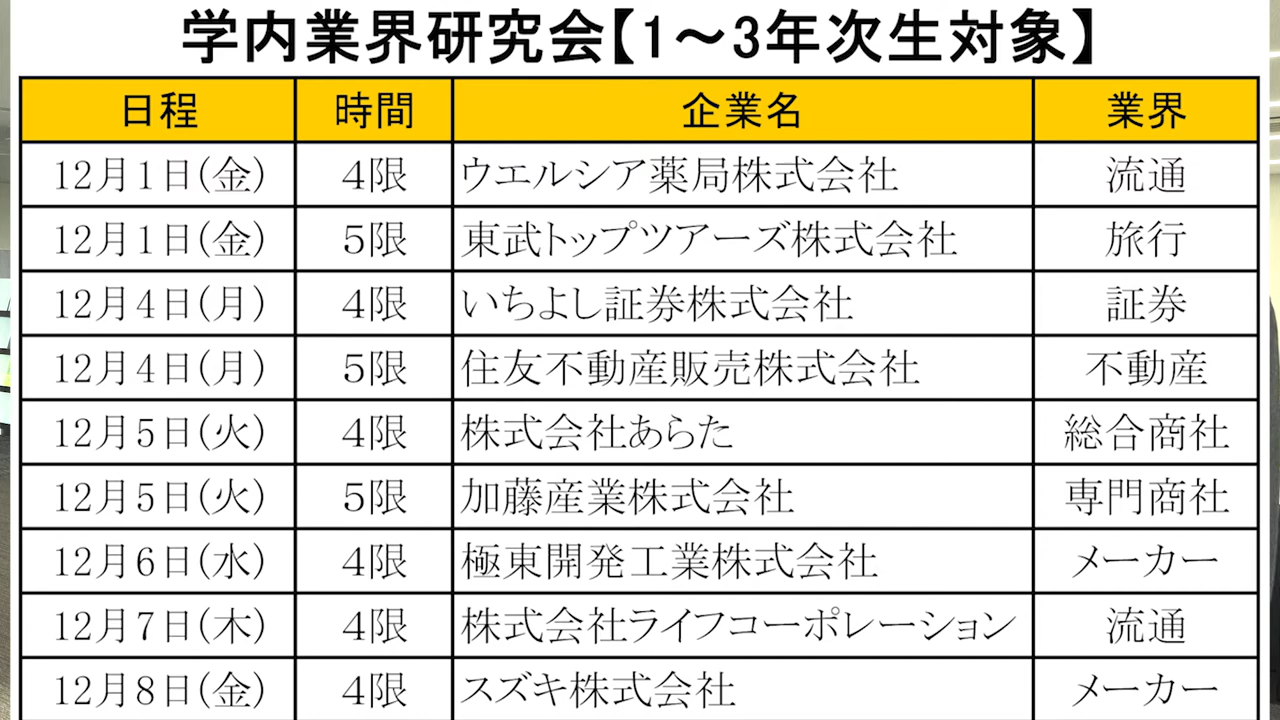 学内業界研究会【1～3年次生対象】
日程 時間 企業名 業界
12月1日(金) 4限 ウエルシア薬局株式会社 流通
12月1日(金) 5限 東武トップツアーズ株式会社 旅行
12月4日(月) 4限 いちよし証券株式会社 証券
12月4日(月) 5限 住友不動産販売株式会社 不動産
12月5日(火) 4限 株式会社あらた 総合商社
12月5日(火) 5限 加藤産業株式会社 専門商社
12月6日(水) 4限 極東開発工業株式会社 メーカー
12月7日(木) 4限 株式会社ライフコーポレーション 流通
12月8日(金) 4限 スズキ株式会社 メーカー